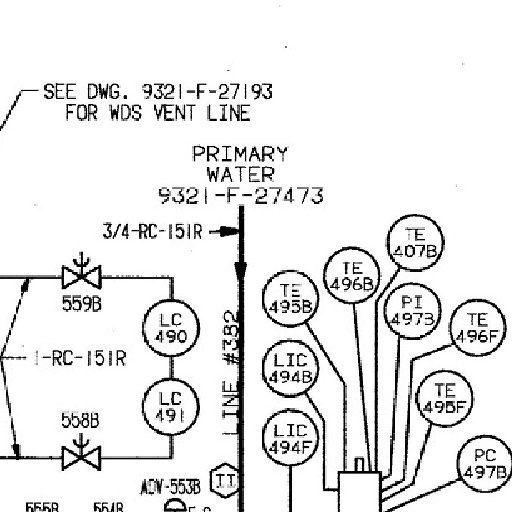 SEE DWG. 9321-F-27193
FOR WDS VENT LINE
PRIMARY
WATER
9321-F-27473
3/4-RC-151R
TE
407B
TE
496B
TE
495B
PI
497B
TE
496F
559B
LC
490
LINE #382
1-RC-151R
LIC
494B
TE
495F
LC
491
558B
LIC
494F
PC
497B
ADV-553B
II
555B
554B